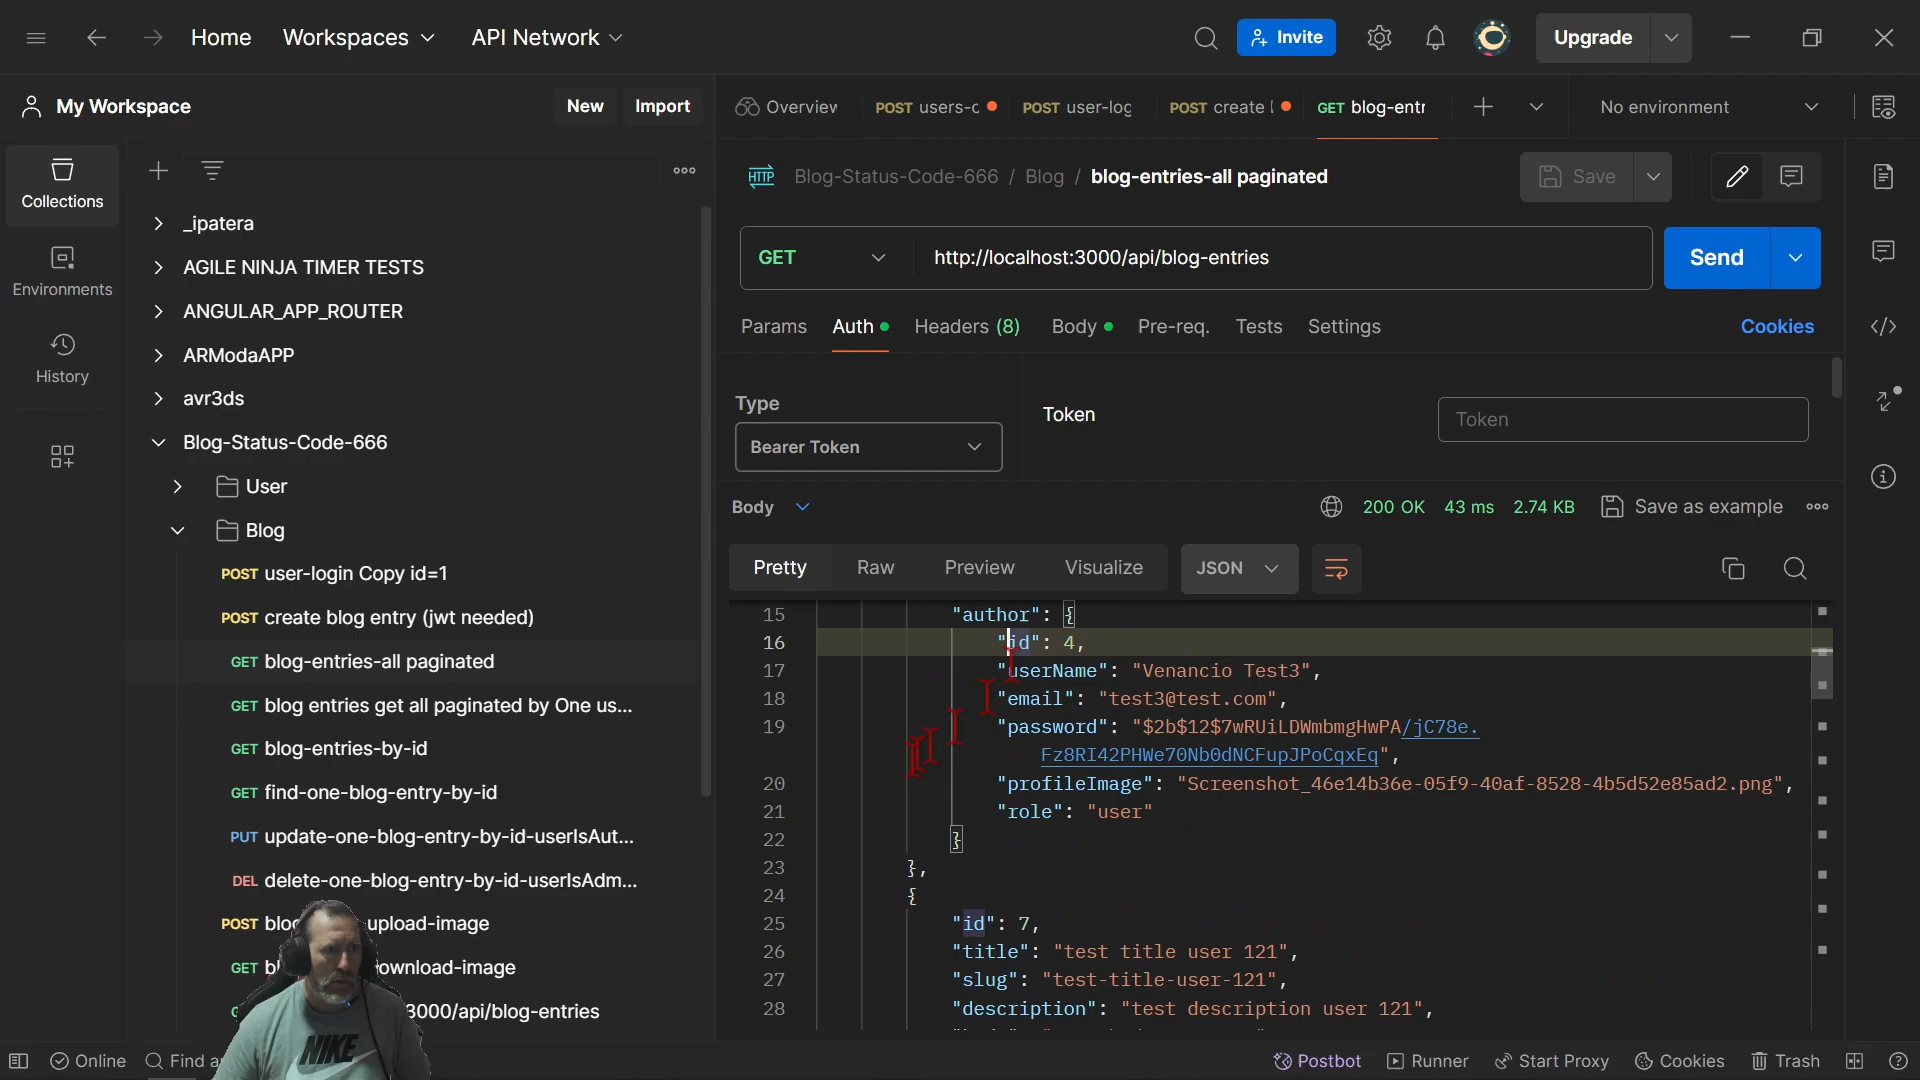 Home
Workspaces
API Network
Invite
Upgrade
My Workspace
New
Import
Overview
POST users-c
POST user-log
POST create
GET blog-entr
No environment
Collections
Environments
History
_ipatera
AGILE NINJA TIMER TESTS
ANGULAR_APP_ROUTER
ARModaAPP
avr3ds
Blog-Status-Code-666
User
Blog
POST user-login Copy id=1
POST create blog entry (jwt needed)
GET blog-entries-all paginated
GET blog entries get all paginated by One us...
GET blog-entries-by-id
GET find-one-blog-entry-by-id
PUT update-one-blog-entry-by-id-userIsAut...
DEL delete-one-blog-entry-by-id-userIsAdm...
POST upload-image
GET ownload-image
3000/api/blog-entries
HTTP Blog-Status-Code-666 / Blog / blog-entries-all paginated
Save
GET http://localhost:3000/api/blog-entries
Send
Params Auth Headers (8) Body Pre-req. Tests Settings Cookies
Type
Bearer Token
Token
Token
Body
200 OK 43 ms 2.74 KB Save as example
Pretty Raw Preview Visualize JSON
15 "author": {
16 "id": 4,
17 "userName": "Venancio Test3",
18 "email": "test3@test.com",
19 "password": "$2b$12$7wRUiLDWmbmgHwPA/jC78e.
Fz8RI42PHWe70Nb0dNCFupJPoCqxEq",
20 "profileImage": "Screenshot_46e14b36e-05f9-40af-8528-4b5d52e85ad2.png",
21 "role": "user"
22 }
23 },
24 {
25 "id": 7,
26 "title": "test title user 121",
27 "slug": "test-title-user-121",
28 "description": "test description user 121",
NIKE
Online
Find
Postbot
Runner
Start Proxy
Cookies
Trash